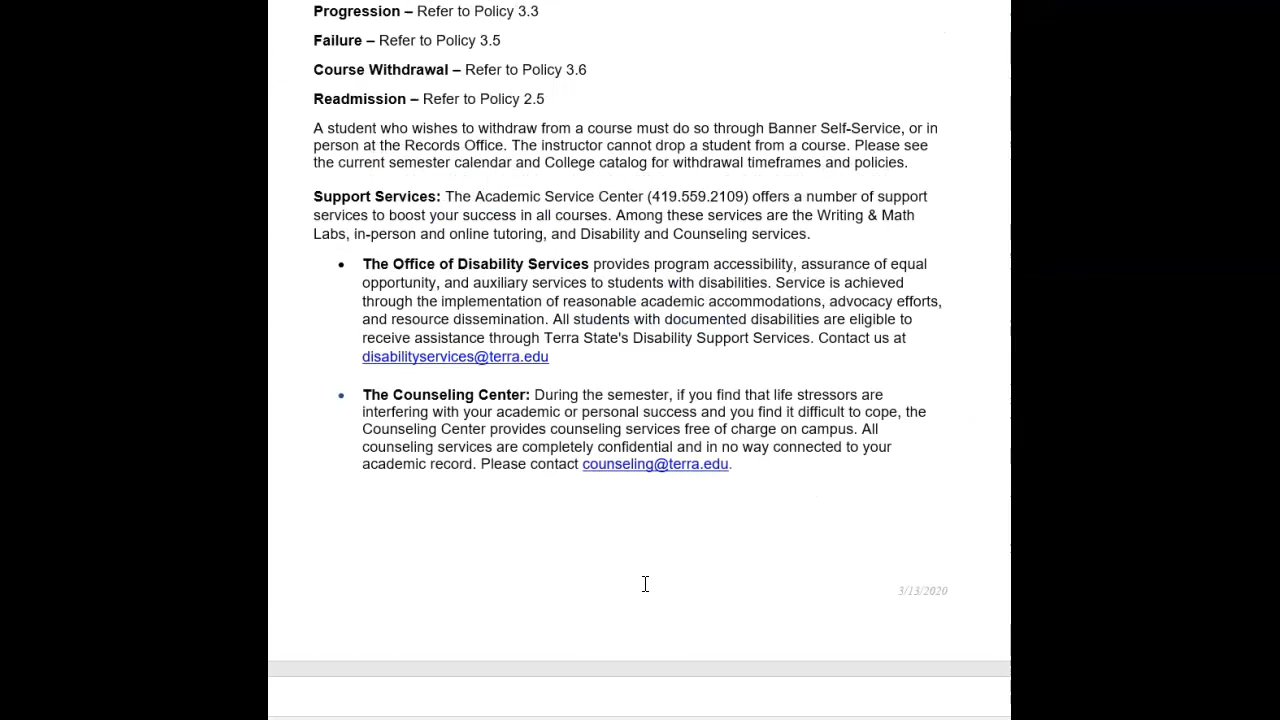 Progression – Refer to Policy 3.3
Failure – Refer to Policy 3.5
Course Withdrawal – Refer to Policy 3.6
Readmission – Refer to Policy 2.5
A student who wishes to withdraw from a course must do so through Banner Self-Service, or in
person at the Records Office. The instructor cannot drop a student from a course. Please see
the current semester calendar and College catalog for withdrawal timeframes and policies.
Support Services: The Academic Service Center (419.559.2109) offers a number of support
services to boost your success in all courses. Among these services are the Writing & Math
Labs, in-person and online tutoring, and Disability and Counseling services.
• The Office of Disability Services provides program accessibility, assurance of equal
opportunity, and auxiliary services to students with disabilities. Service is achieved
through the implementation of reasonable academic accommodations, advocacy efforts,
and resource dissemination. All students with documented disabilities are eligible to
receive assistance through Terra State's Disability Support Services. Contact us at
disabilityservices@terra.edu
• The Counseling Center: During the semester, if you find that life stressors are
interfering with your academic or personal success and you find it difficult to cope, the
Counseling Center provides counseling services free of charge on campus. All
counseling services are completely confidential and in no way connected to your
academic record. Please contact counseling@terra.edu.
3/13/2020